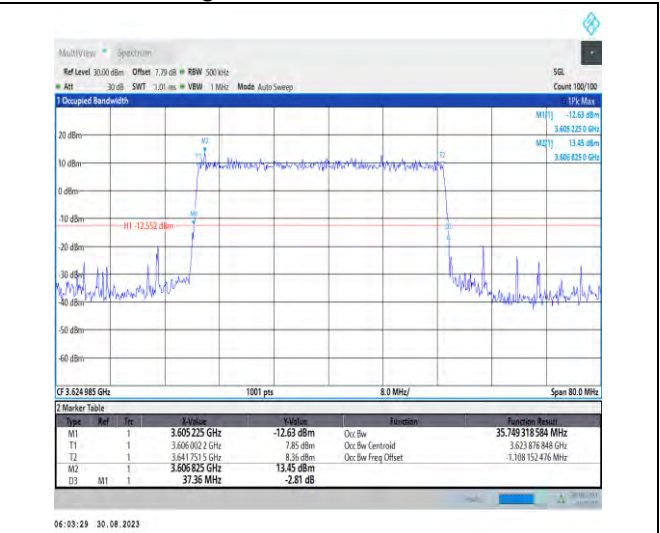 MultiView Spectrum
Ref Level 30.00 dBm Offset 7.79 dB RBW 500 kHz SGL
Att 30 dB SWT 1.01 ms VBW 1 MHz Mode Auto Sweep Count 100/100
1 Occupied Bandwidth 1Pk Max
M1[1] -12.63 dBm
3.605 225 0 GHz
M2[1] 13.45 dBm
3.606 825 0 GHz
20 dBm
M2
T1 T2
10 dBm
0 dBm
M1
-10 dBm
H1 -12.552 dBm
D3
-20 dBm
-30 dBm
-40 dBm
-50 dBm
-60 dBm
CF 3.624 985 GHz 1001 pts 8.0 MHz/ Span 80.0 MHz
2 Marker Table
Type Ref Trc X-Value Y-Value Function Function Result
M1 1 3.605 225 GHz -12.63 dBm Occ Bw 35.749 318 584 MHz
T1 1 3.606 002 2 GHz 7.85 dBm Occ Bw Centroid 3.623 876 848 GHz
T2 1 3.641 751 5 GHz 8.36 dBm Occ Bw Freq Offset -1.108 152 476 MHz
M2 1 3.606 825 GHz 13.45 dBm
D3 M1 1 37.36 MHz -2.81 dB
06:03:29 30.08.2023